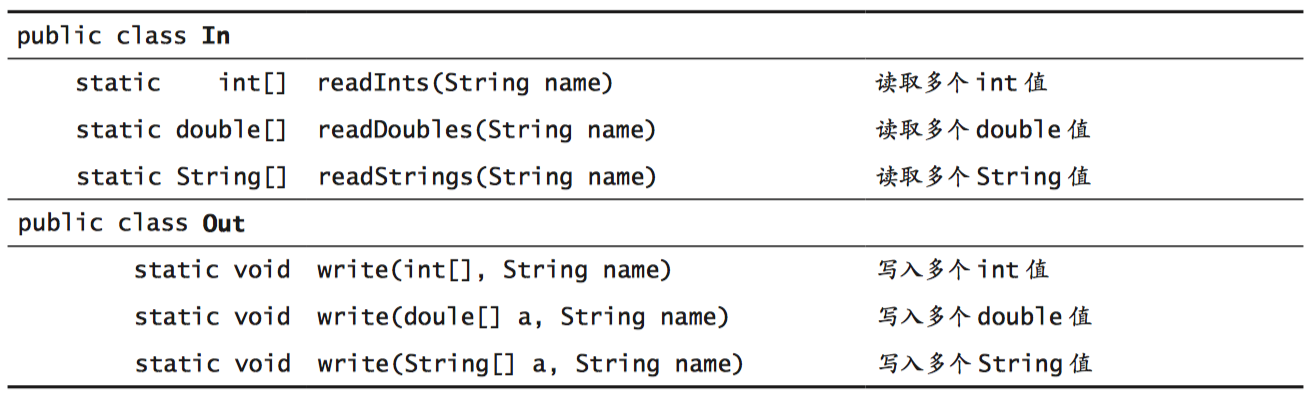 public class In
static int[] readInts(String name) 读取多个 int 值
static double[] readDoubles(String name) 读取多个 double 值
static String[] readStrings(String name) 读取多个 String 值
public class Out
static void write(int[], String name) 写入多个 int 值
static void write(doule[] a, String name) 写入多个 double 值
static void write(String[] a, String name) 写入多个 String 值